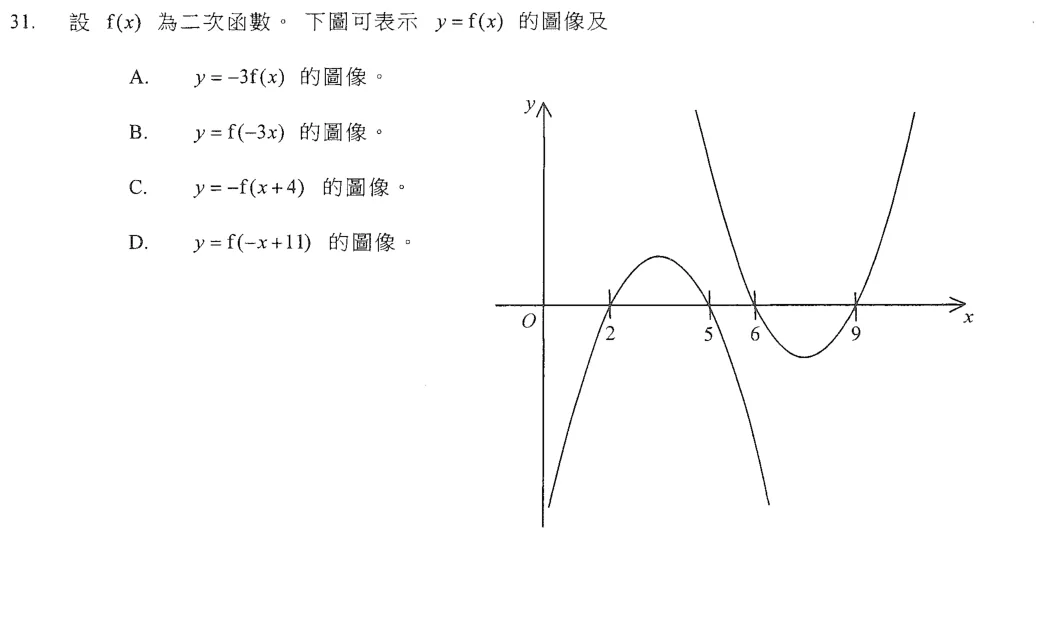 31. 設 f(x) 為二次函數。 下圖可表示 y = f(x) 的圖像及
A. y = −3f(x) 的圖像。
B. y = f(−3x) 的圖像。
C. y = −f(x + 4) 的圖像。
D. y = f(−x + 11) 的圖像。
y
O 2 5 6 9 x